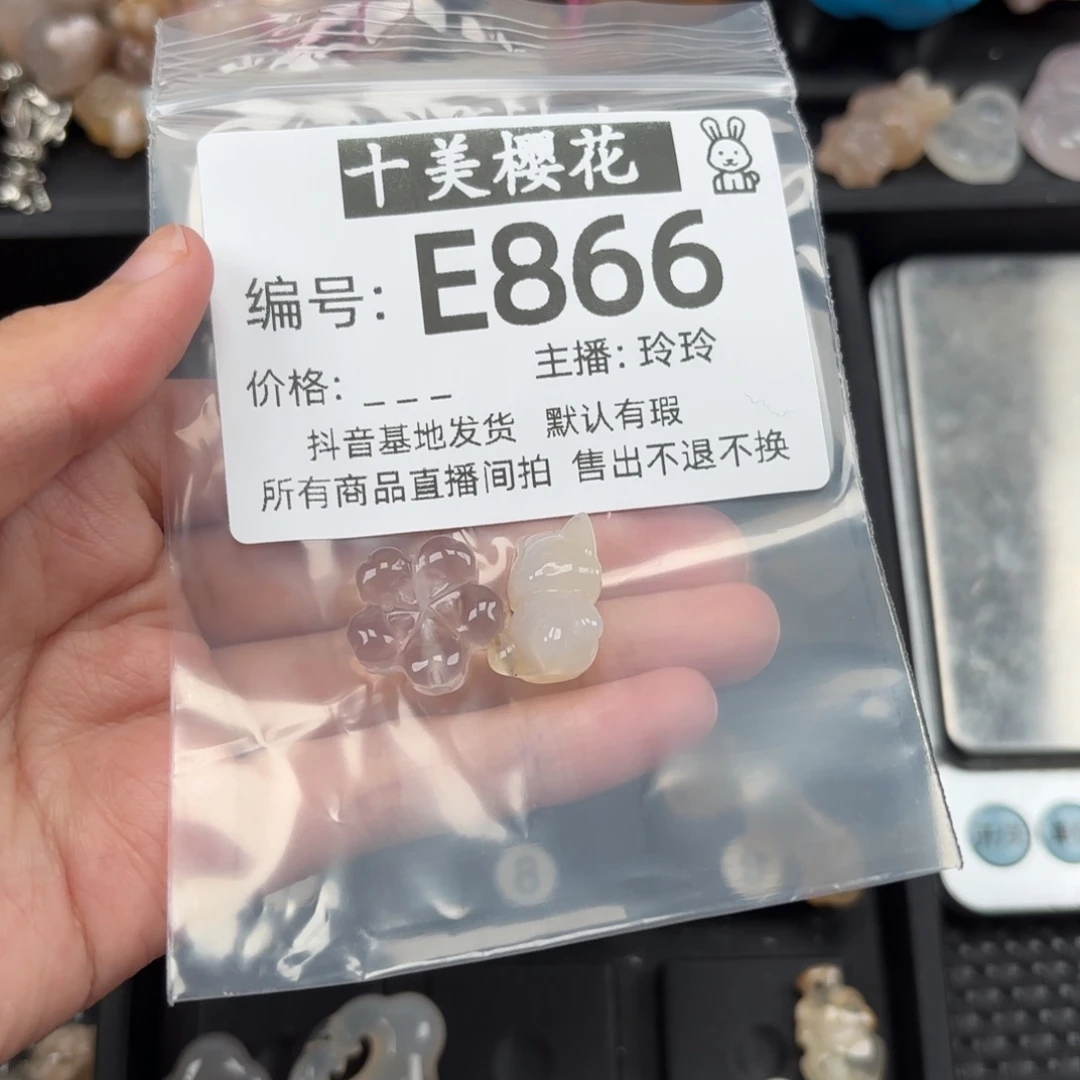 十美樱花
编号: E866
价格: _ _ _ 主播: 玲玲
抖音基地发货 默认有瑕
所有商品直播间拍 售出不退不换
8